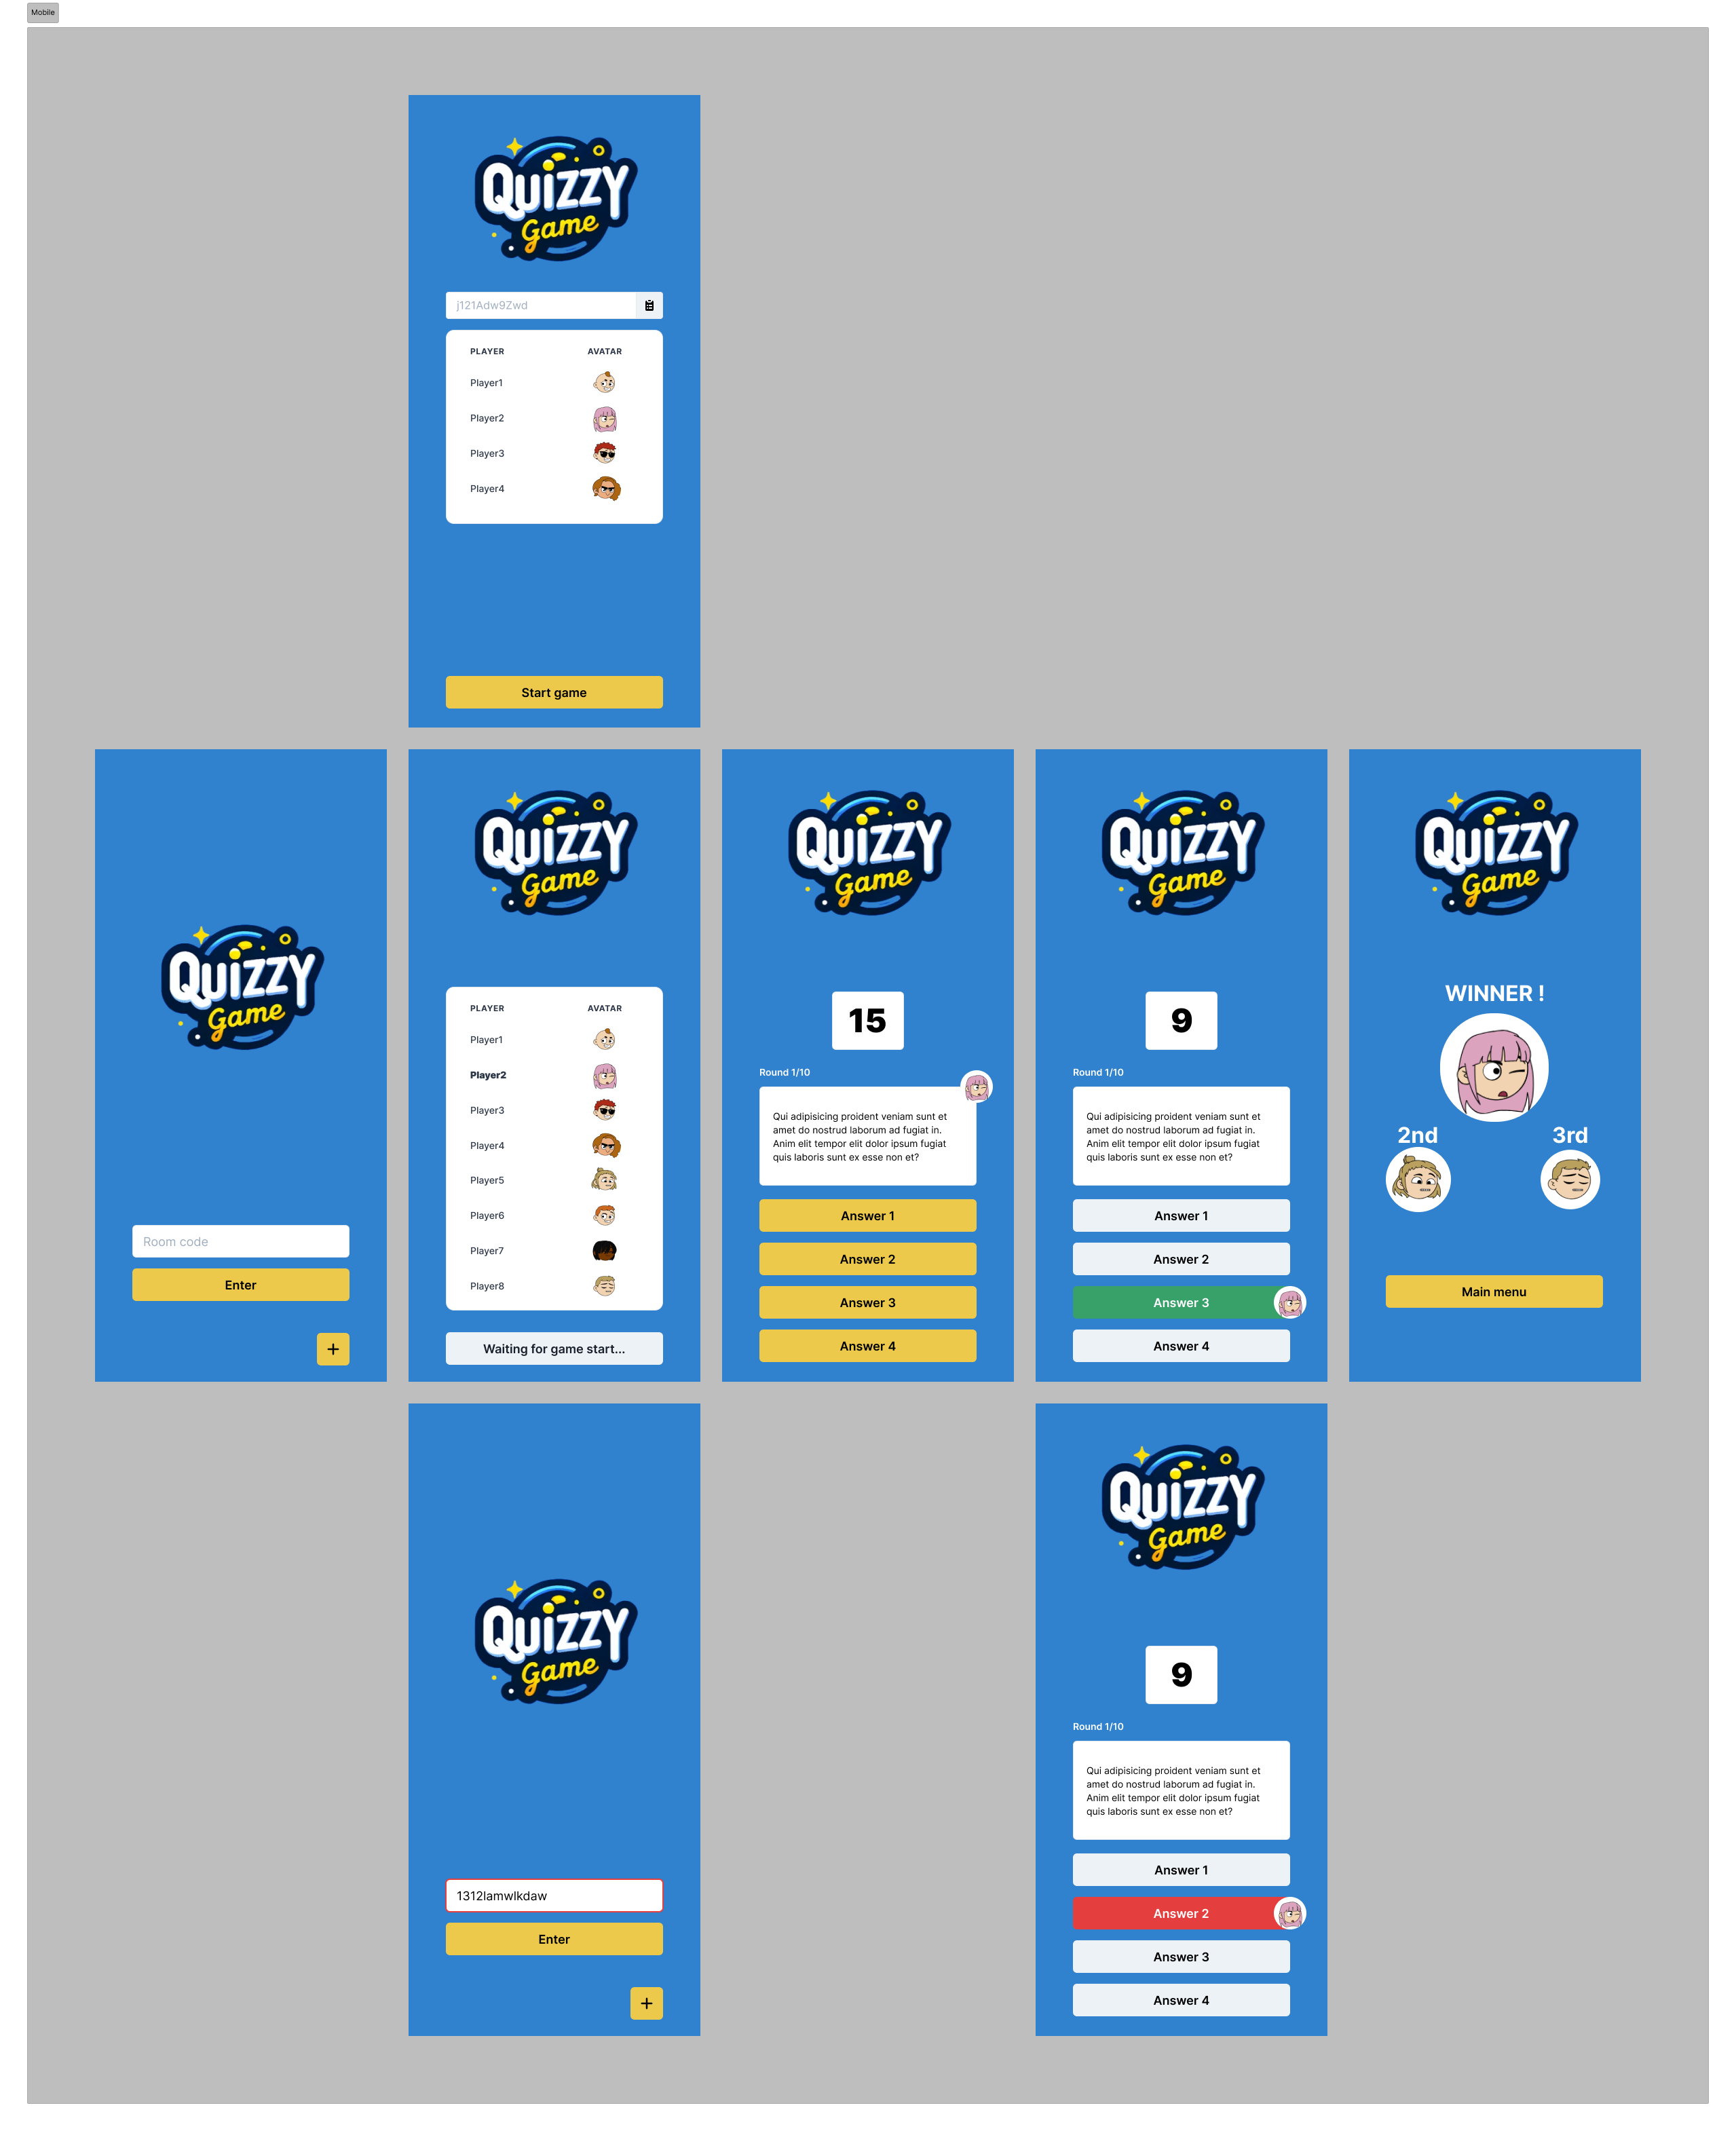 Mobile
QUIZZY
Game
j121Adw9Zwd
PLAYER AVATAR
Player1
Player2
Player3
Player4
Start game
QUIZZY
Game
Room code
Enter
+
QUIZZY
Game
PLAYER AVATAR
Player1
Player2
Player3
Player4
Player5
Player6
Player7
Player8
Waiting for game start...
QUIZZY
Game
15
Round 1/10
Qui adipisicing proident veniam sunt et
amet do nostrud laborum ad fugiat in.
Anim elit tempor elit dolor ipsum fugiat
quis laboris sunt ex esse non et?
Answer 1
Answer 2
Answer 3
Answer 4
QUIZZY
Game
9
Round 1/10
Qui adipisicing proident veniam sunt et
amet do nostrud laborum ad fugiat in.
Anim elit tempor elit dolor ipsum fugiat
quis laboris sunt ex esse non et?
Answer 1
Answer 2
Answer 3
Answer 4
QUIZZY
Game
WINNER !
2nd 3rd
Main menu
QUIZZY
Game
1312lamwlkdaw
Enter
+
QUIZZY
Game
9
Round 1/10
Qui adipisicing proident veniam sunt et
amet do nostrud laborum ad fugiat in.
Anim elit tempor elit dolor ipsum fugiat
quis laboris sunt ex esse non et?
Answer 1
Answer 2
Answer 3
Answer 4